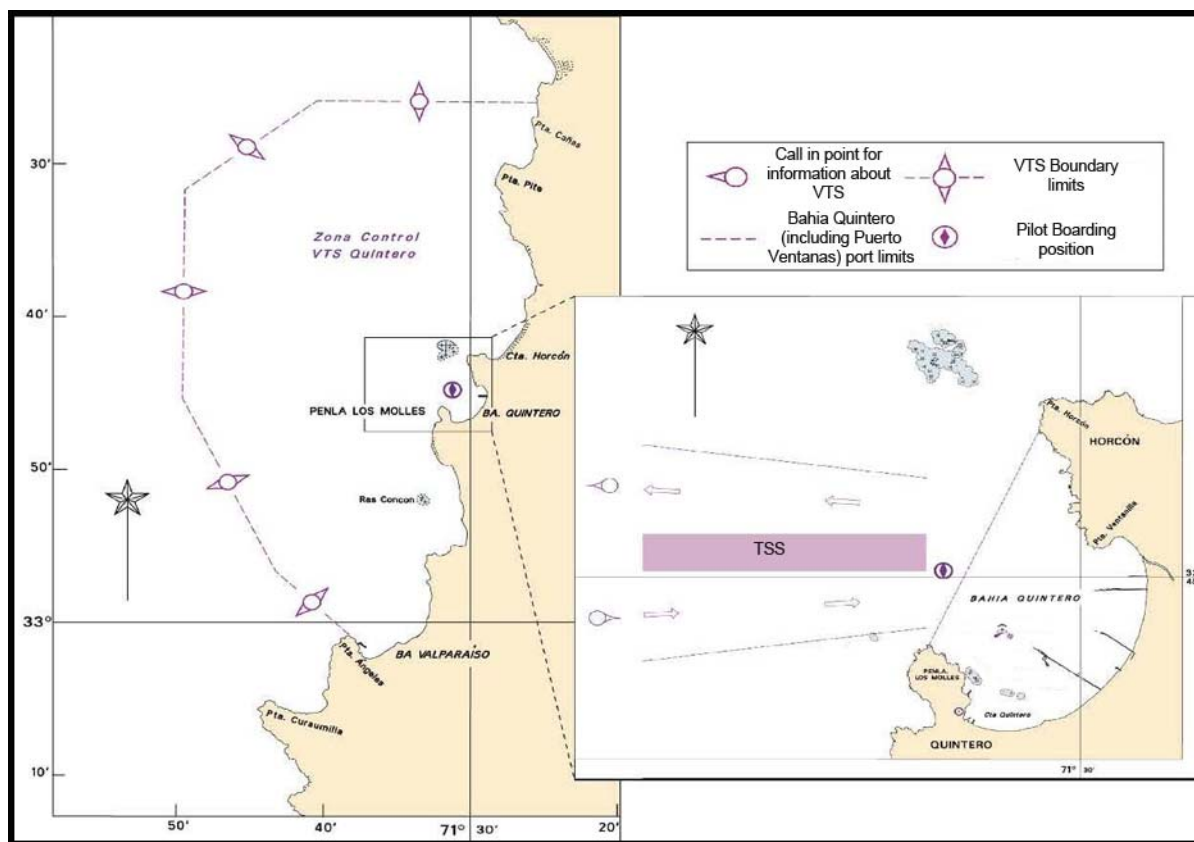 Pta. Cañas
30'
Pta. Pite
Zona Control
VTS Quintero
40'
Cta. Horcón
PENLA LOS MOLLES
BA. QUINTERO
50'
Ras Concon
33°
BA VALPARAÍSO
Pta. Angeles
Pta. Curaumilla
10'
50'
40'
71° 30'
20'
Call in point for
information about
VTS
VTS Boundary
limits
Bahia Quintero
(including Puerto
Ventanas) port limits
Pilot Boarding
position
Pta. Horcón
HORCÓN
Pta. Ventanilla
TSS
BAHIA QUINTERO
PENLA.
LOS MOLLES
Cta Quintero
QUINTERO
71° 30'